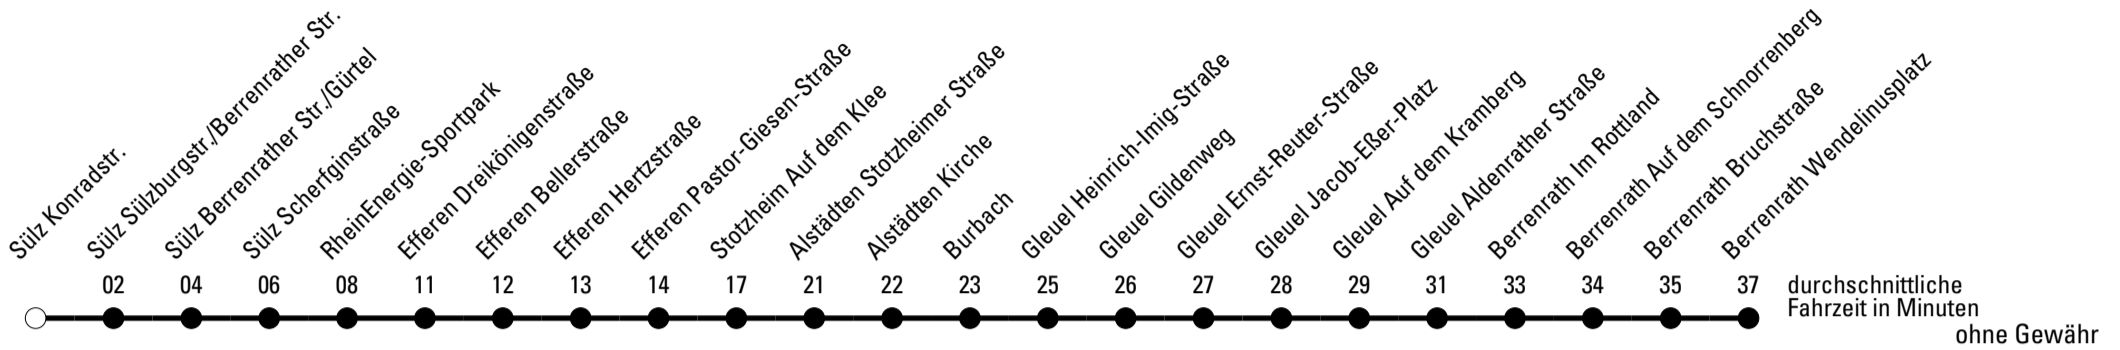 Sülz Konradstr.
Sülz Sülzburgstr./Berrenrather Str.
Sülz Berrenrather Str./Gürtel
Sülz Scherfginstraße
RheinEnergie-Sportpark
Efferen Dreikönigenstraße
Efferen Bellerstraße
Efferen Hertzstraße
Efferen Pastor-Giesen-Straße
Stotzheim Auf dem Klee
Alstädten Stotzheimer Straße
Alstädten Kirche
Burbach
Gleuel Heinrich-Imig-Straße
Gleuel Gildenweg
Gleuel Ernst-Reuter-Straße
Gleuel Jacob-Eßer-Platz
Gleuel Auf dem Kramberg
Gleuel Aldenrather Straße
Berrenrath Im Rottland
Berrenrath Auf dem Schnorrenberg
Berrenrath Bruchstraße
Berrenrath Wendelinusplatz
02 04 06 08 11 12 13 14 17 21 22 23 25 26 27 28 29 31 33 34 35 37
durchschnittliche
Fahrzeit in Minuten
ohne Gewähr